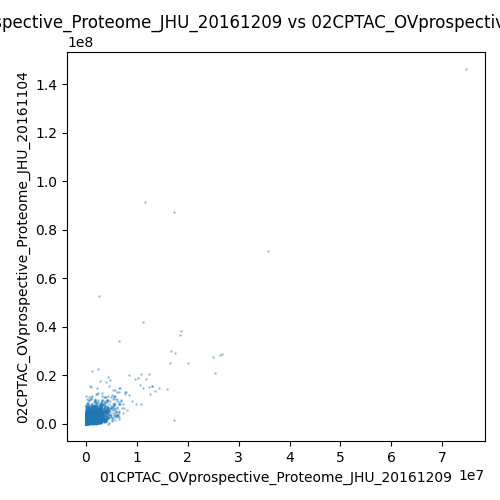 spective_Proteome_JHU_20161209 vs 02CPTAC_OVprospective
1e8
1.4
1.2
1.0
0.8
0.6
0.4
0.2
0.0
02CPTAC_OVprospective_Proteome_JHU_20161104
0 1 2 3 4 5 6 7
01CPTAC_OVprospective_Proteome_JHU_20161209 1e7